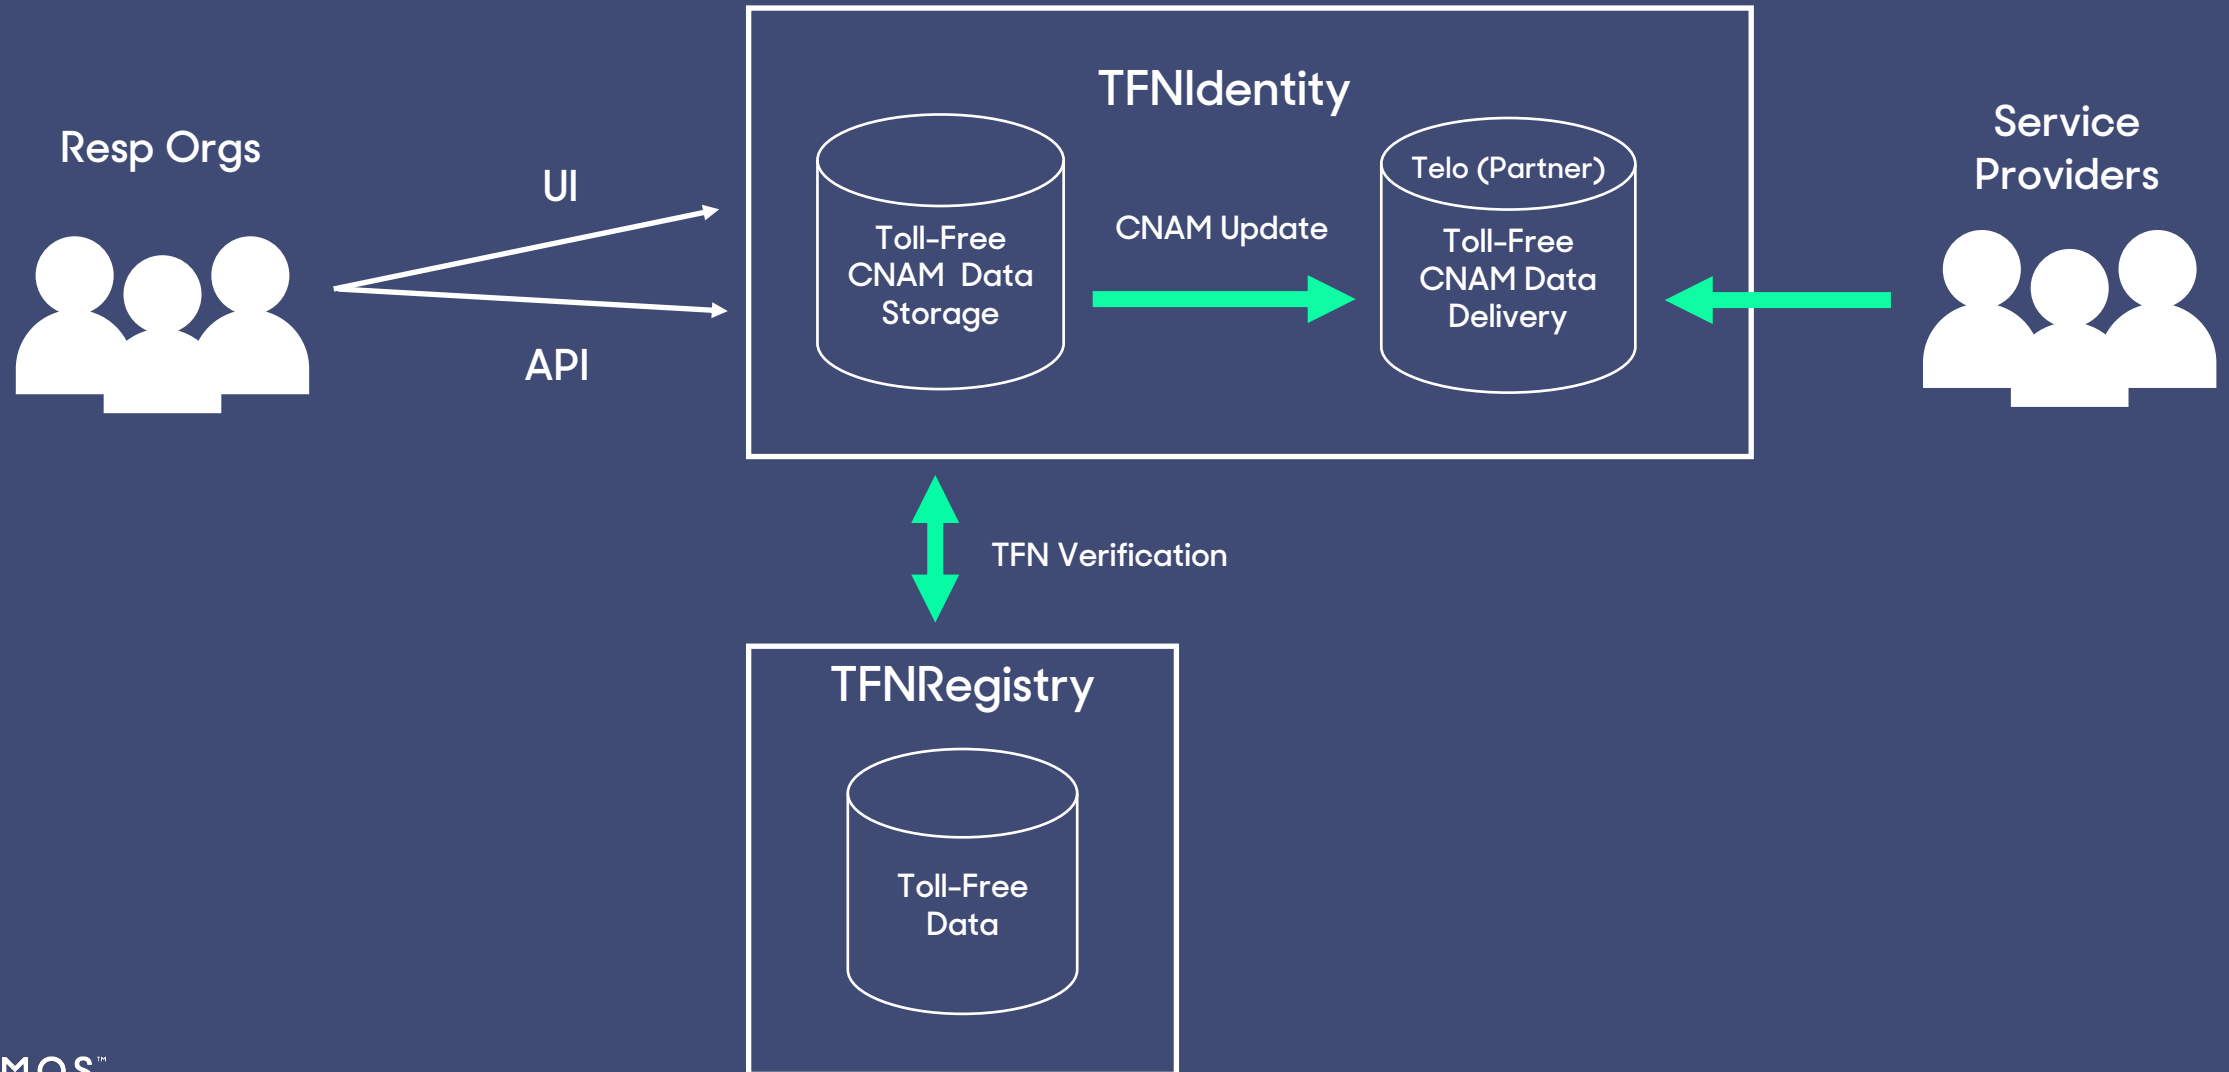 TFNIdentity
Resp Orgs
UI
API
Toll-Free
CNAM Data
Storage
CNAM Update
Telo (Partner)
Toll-Free
CNAM Data
Delivery
Service
Providers
TFN Verification
TFNRegistry
Toll-Free
Data
MOS™